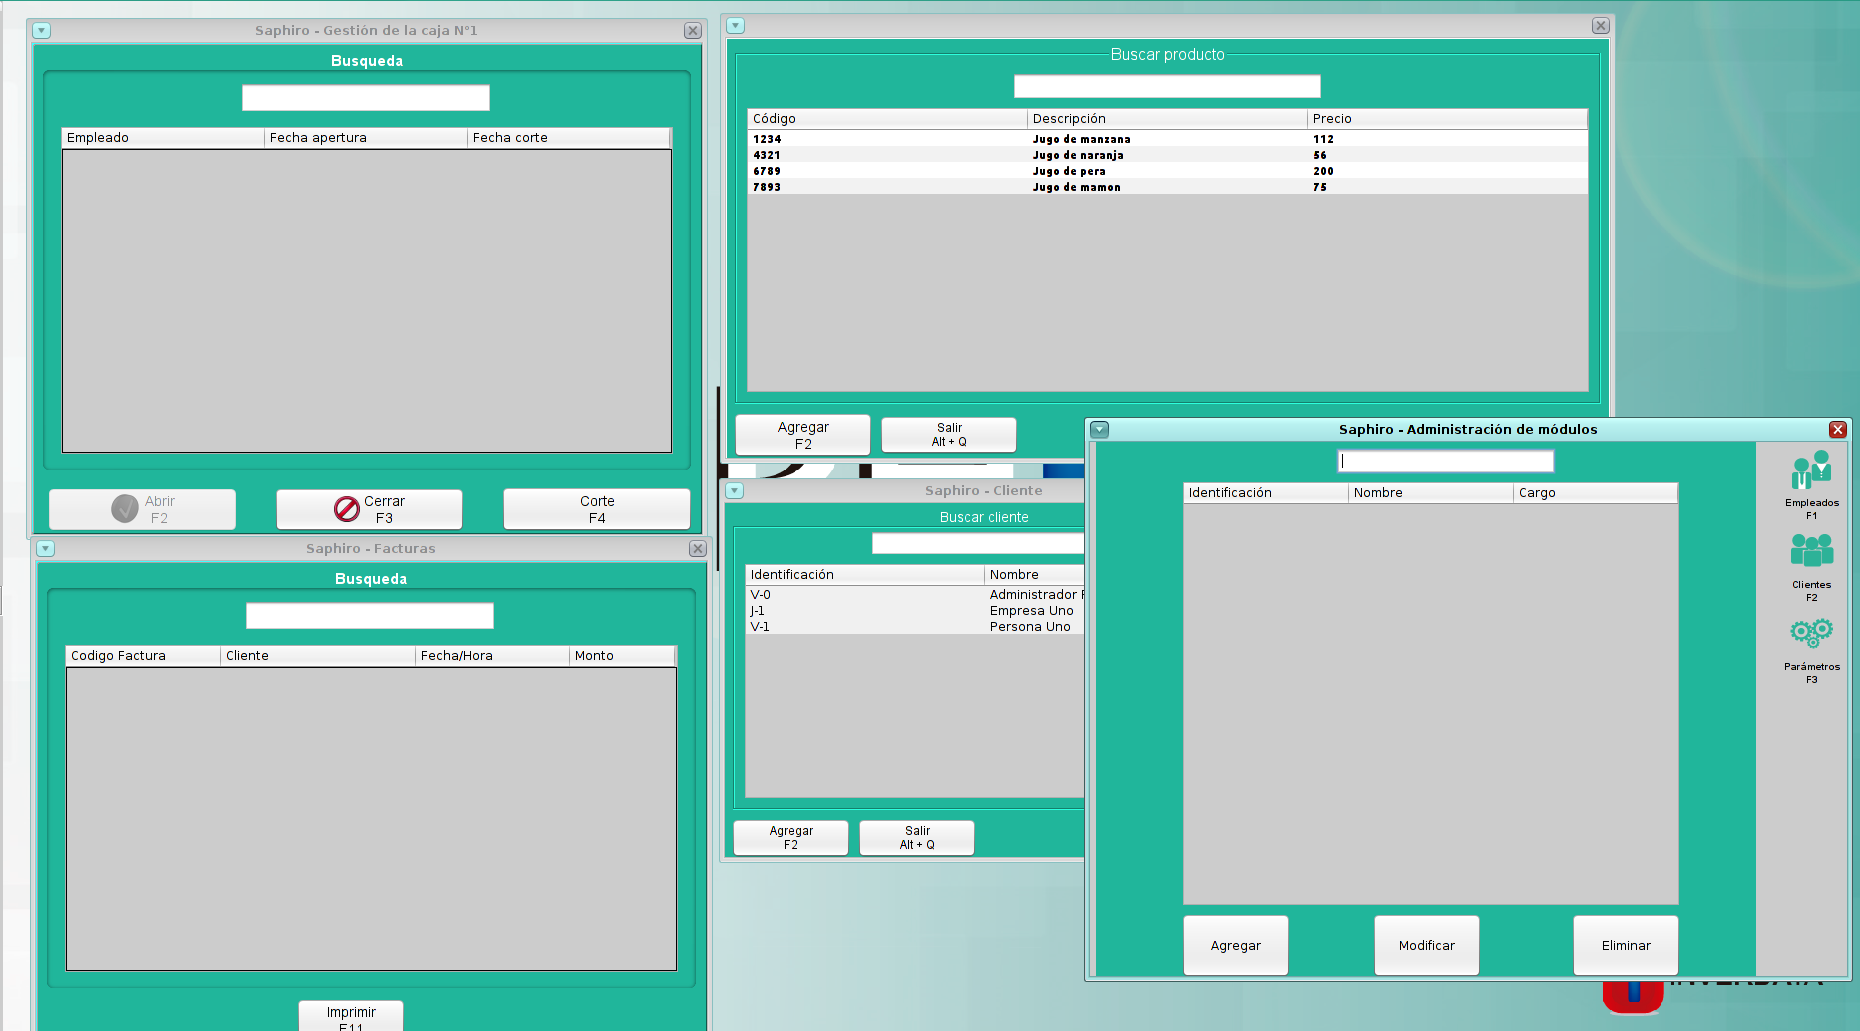 Saphiro - Gestión de la caja N°1
Busqueda
Empleado Fecha apertura Fecha corte
Abrir
F2
Cerrar
F3
Corte
F4
Saphiro - Facturas
Busqueda
Codigo Factura Cliente Fecha/Hora Monto
Imprimir
F11
Buscar producto
Código Descripción Precio
1234 Jugo de manzana 112
4321 Jugo de naranja 56
6789 Jugo de pera 200
7893 Jugo de mamon 75
Agregar
F2
Salir
Alt + Q
Saphiro - Cliente
Buscar cliente
Identificación Nombre
V-0 Administrador
J-1 Empresa Uno
V-1 Persona Uno
Agregar
F2
Salir
Alt + Q
Saphiro - Administración de módulos
Identificación Nombre Cargo
Empleados
F1
Clientes
F2
Parámetros
F3
Agregar Modificar Eliminar